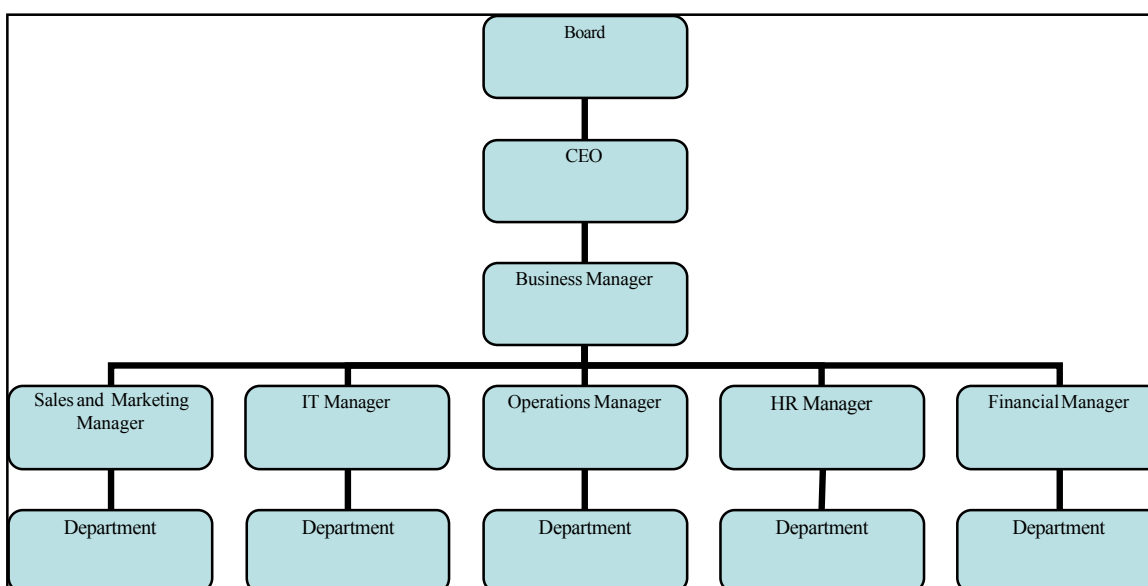 Board
CEO
Business Manager
Sales and Marketing
Manager
IT Manager
Operations Manager
HR Manager
Financial Manager
Department
Department
Department
Department
Department